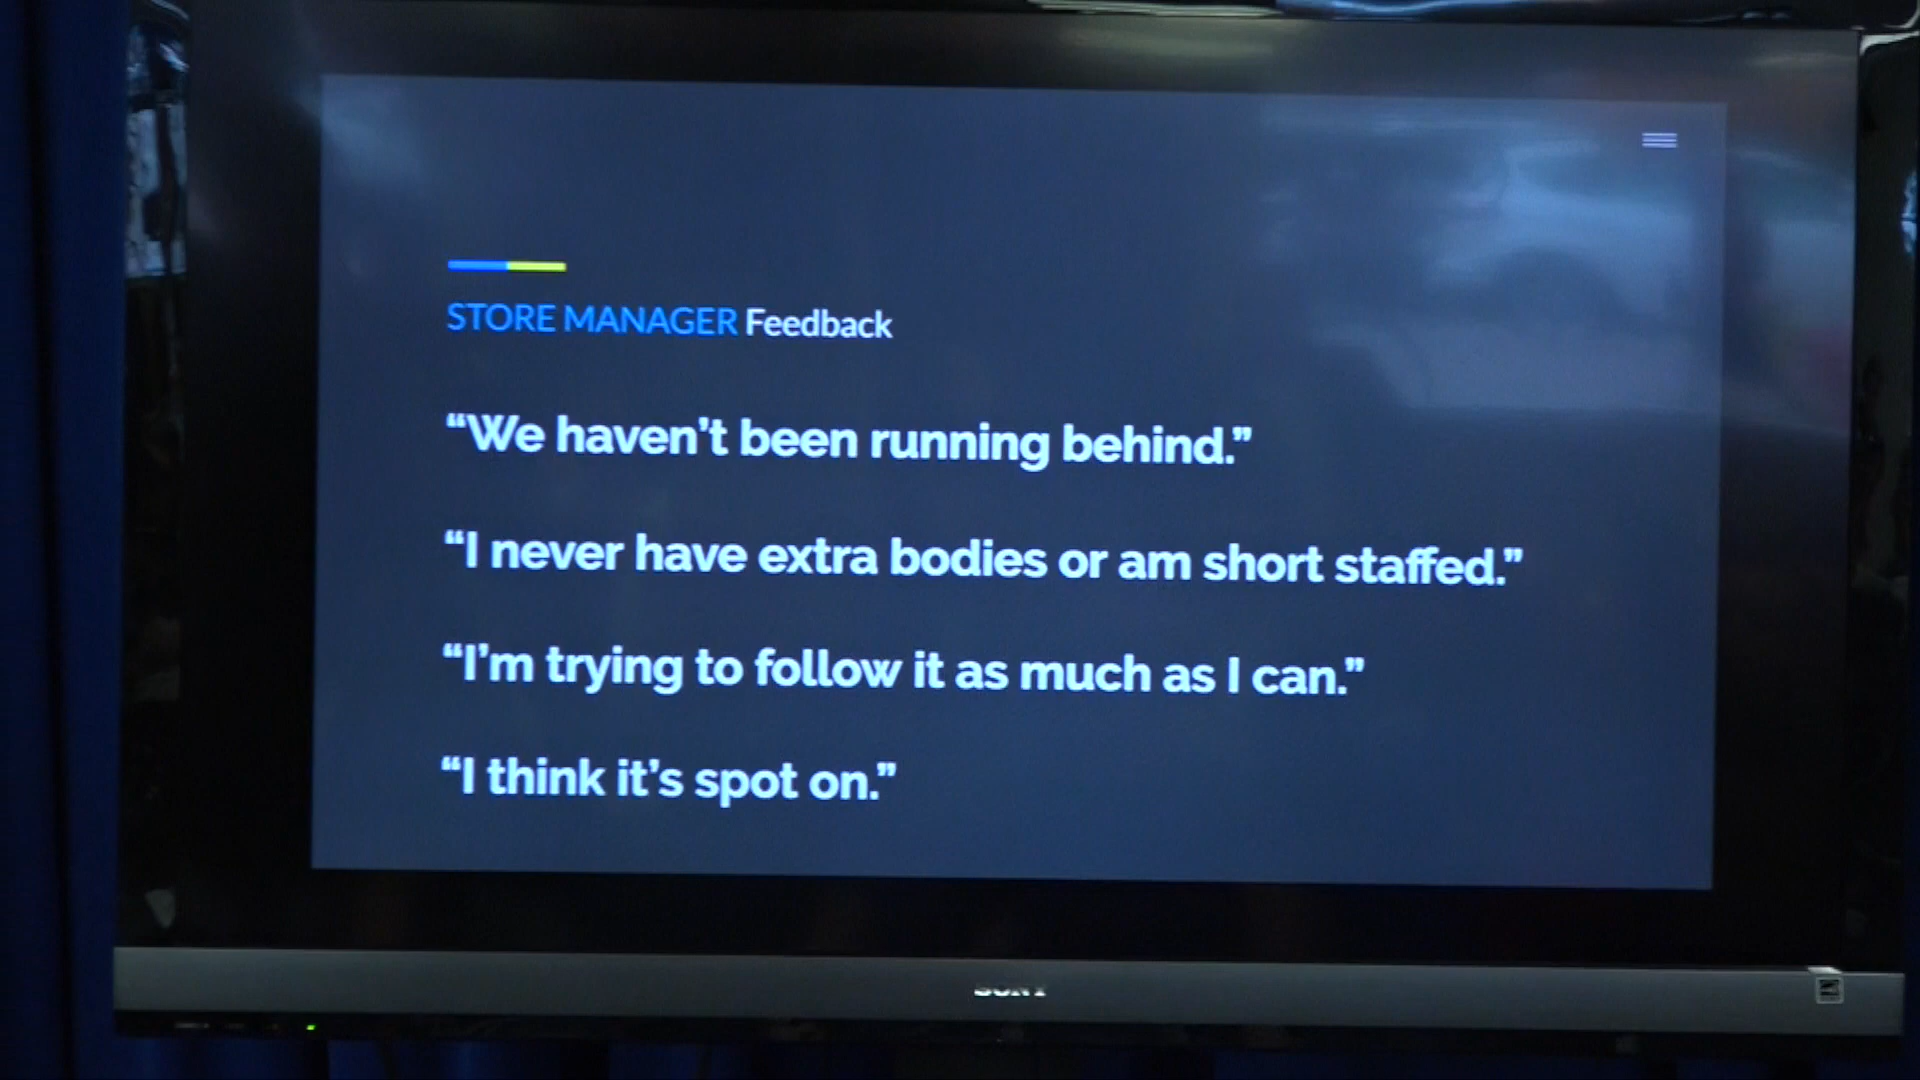 STORE MANAGER Feedback
“We haven’t been running behind.”
“I never have extra bodies or am short staffed.”
“I’m trying to follow it as much as I can.”
“I think it’s spot on.”
SONY